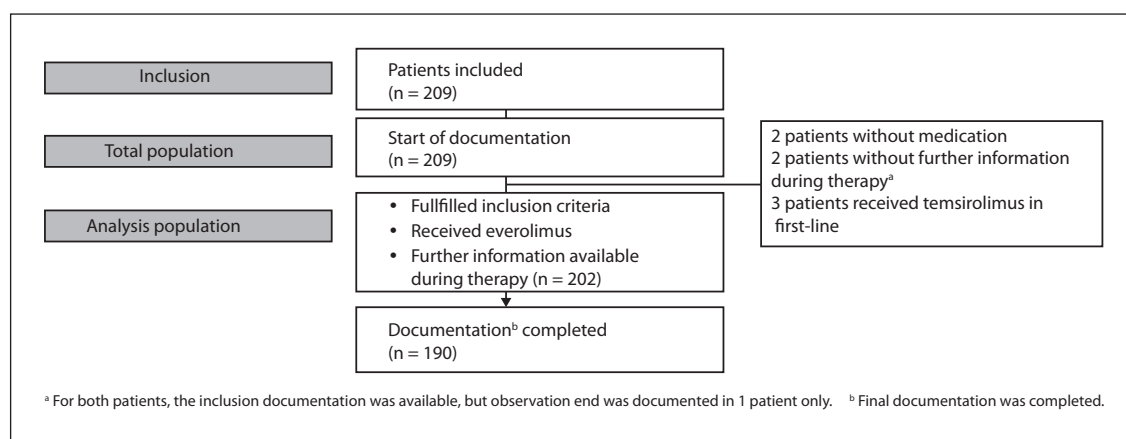 Inclusion
Patients included
(n = 209)
Total population
Start of documentation
(n = 209)
2 patients without medication
2 patients without further information
during therapyᵃ
3 patients received temsirolimus in
first-line
Analysis population
• Fullfilled inclusion criteria
• Received everolimus
• Further information available
during therapy (n = 202)
Documentationᵇ completed
(n = 190)
ᵃ For both patients, the inclusion documentation was available, but observation end was documented in 1 patient only. ᵇ Final documentation was completed.